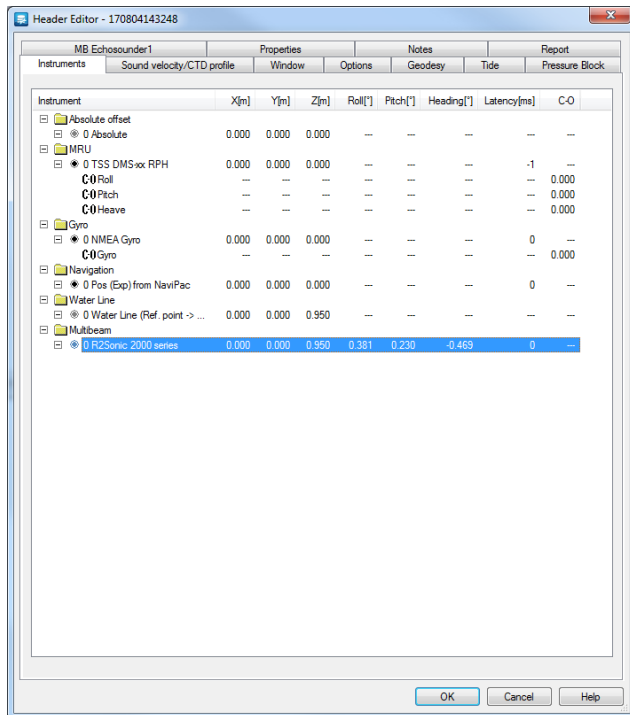 Header Editor - 170804143248
MB Echosounder1 Properties Notes Report
Instruments Sound velocity/CTD profile Window Options Geodesy Tide Pressure Block
Instrument X[m] Y[m] Z[m] Roll[°] Pitch[°] Heading[°] Latency[ms] C-O
Absolute offset
0 Absolute 0.000 0.000 0.000 --- --- --- --- ---
MRU
0 TSS DMS-xx RPH 0.000 0.000 0.000 --- --- --- -1 ---
C-O Roll --- --- --- --- --- --- --- 0.000
C-O Pitch --- --- --- --- --- --- --- 0.000
C-O Heave --- --- --- --- --- --- --- 0.000
Gyro
0 NMEA Gyro 0.000 0.000 0.000 --- --- --- 0 ---
C-O Gyro --- --- --- --- --- --- --- 0.000
Navigation
0 Pos (Exp) from NaviPac 0.000 0.000 0.000 --- --- --- 0 ---
Water Line
0 Water Line (Ref. point -> ... 0.000 0.000 0.950 --- --- --- --- ---
Multibeam
0 R2Sonic 2000 series 0.000 0.000 0.950 0.381 0.230 -0.469 0 ---
OK Cancel Help